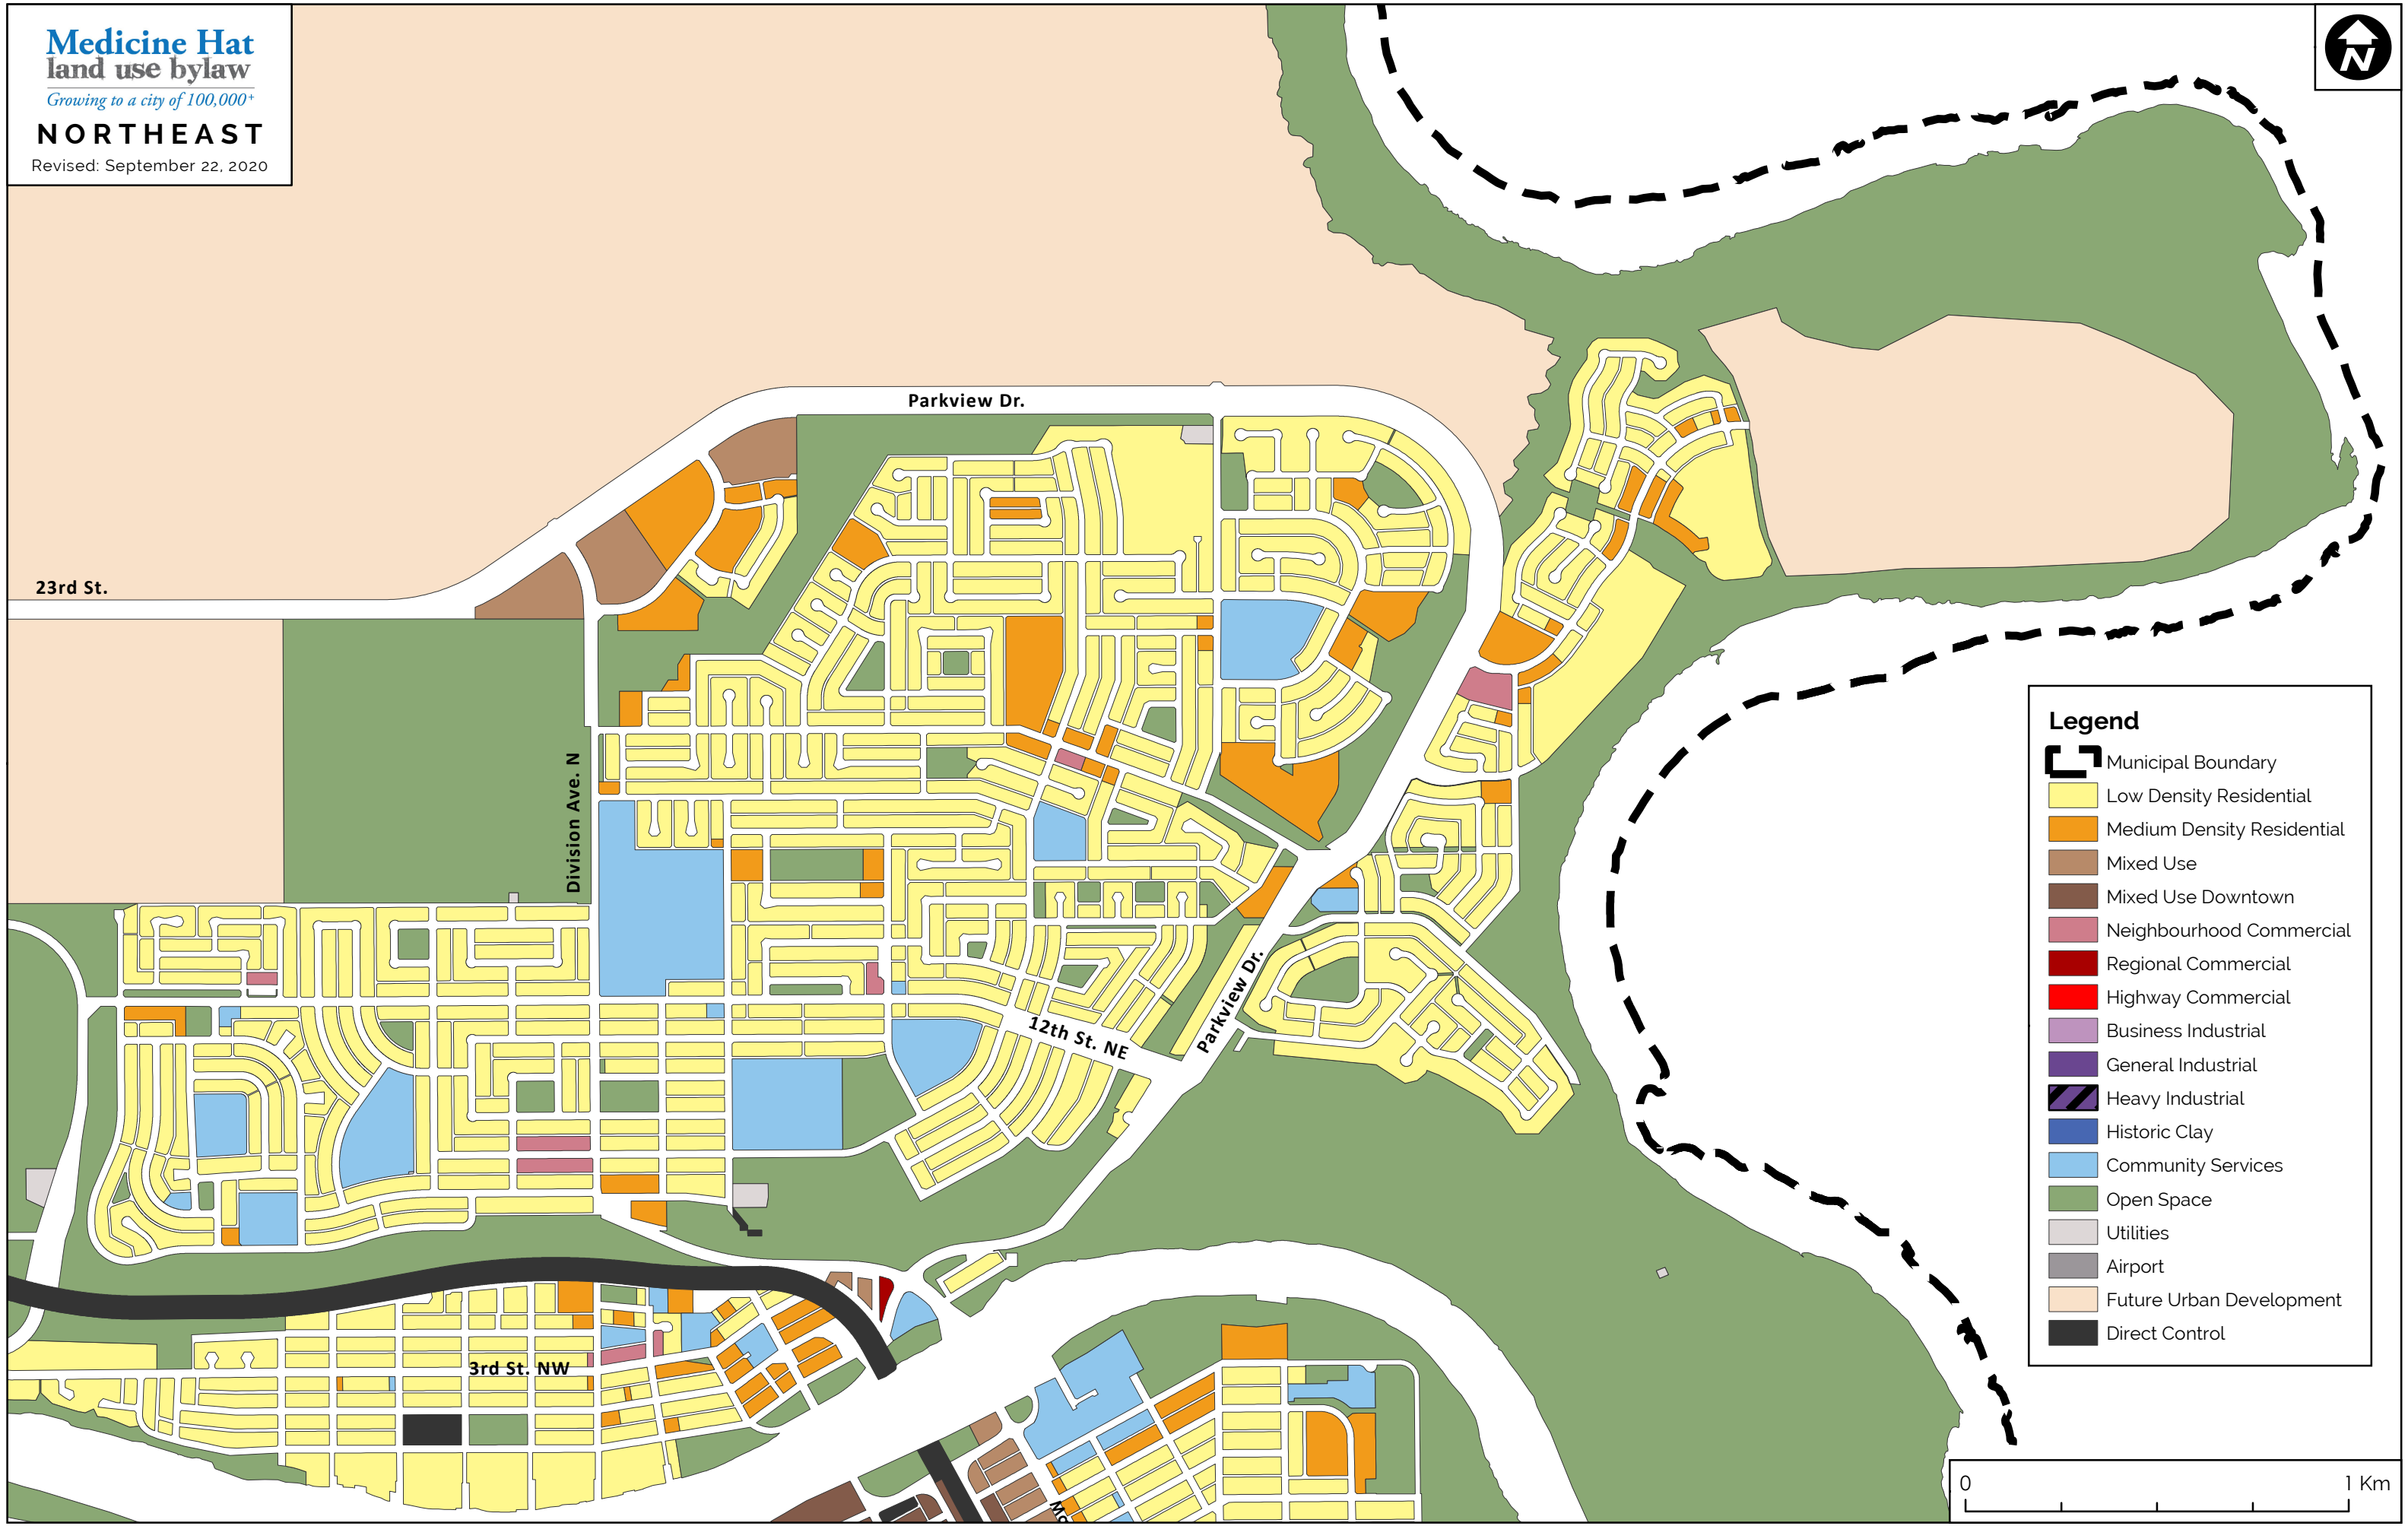 Medicine Hat
land use bylaw
Growing to a city of 100,000+
NORTHEAST
Revised: September 22, 2020
N
Parkview Dr.
23rd St.
Division Ave. N
12th St. NE
Parkview Dr.
3rd St. NW
Legend
Municipal Boundary
Low Density Residential
Medium Density Residential
Mixed Use
Mixed Use Downtown
Neighbourhood Commercial
Regional Commercial
Highway Commercial
Business Industrial
General Industrial
Heavy Industrial
Historic Clay
Community Services
Open Space
Utilities
Airport
Future Urban Development
Direct Control
0 1 Km